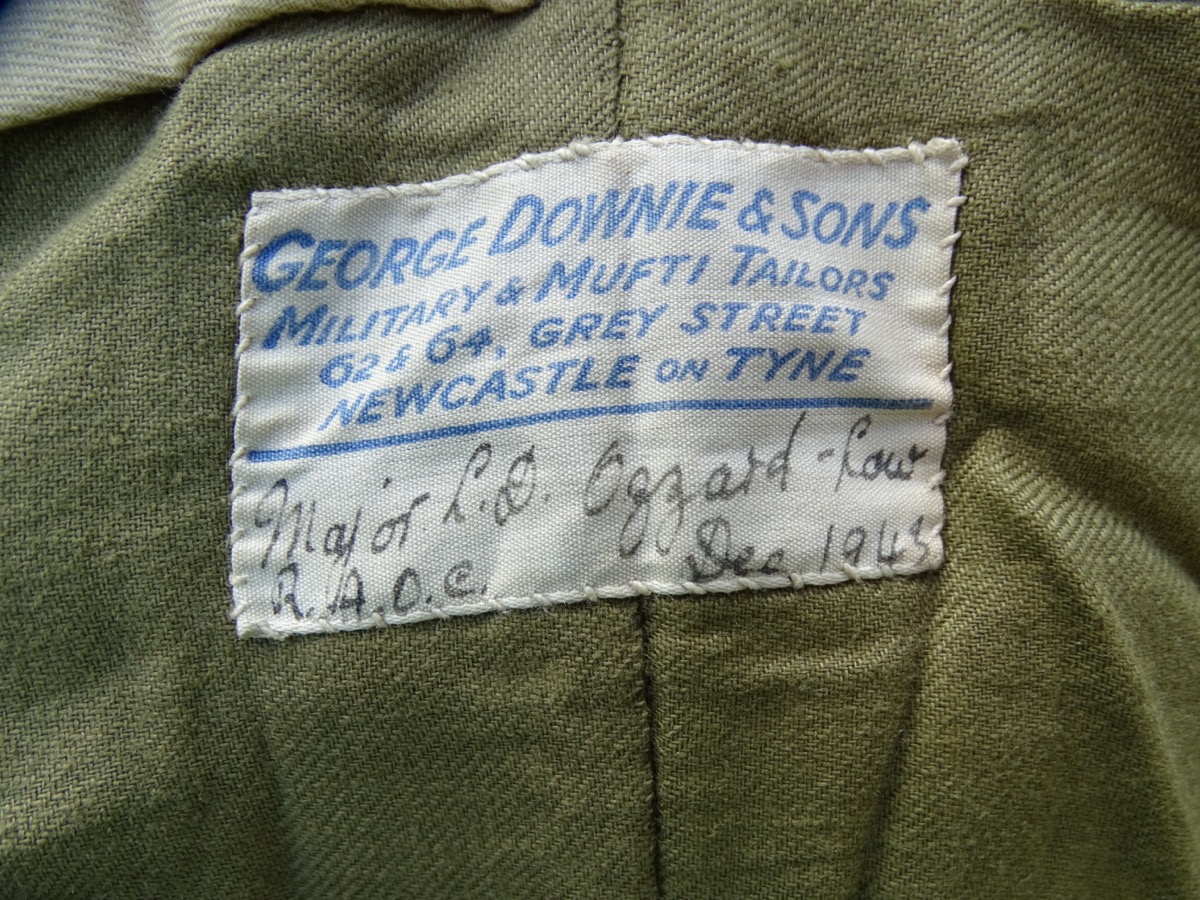 GEORGE DOWNIE & SONS
MILITARY & MUFTI TAILORS
62 & 64, GREY STREET
NEWCASTLE ON TYNE
Major L.D. Ozzard-Low
R.A.O.C. Dec 1943